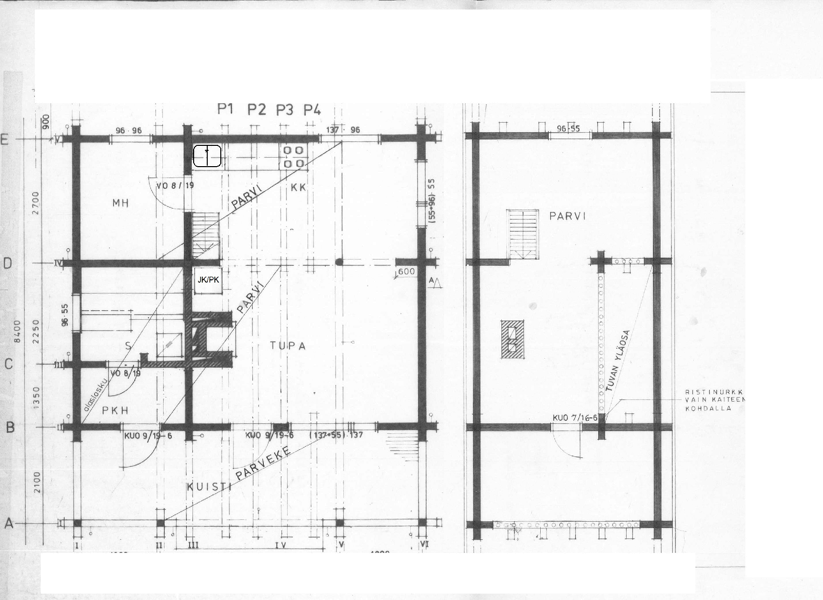 P1 P2 P3 P4
900
E
96 96
137 96
96-55
VO 8/19
2700
MH
PARVI
KK
(55+96) 55
PARVI
D
IV
JK/PK
600
A
PARVI
96-55
8400
2250
S
TUPA
TUVAN YLÄOSA
C
VO 8/19
alaslasku
1350
PKH
RISTINURKK
VAIN KAITEEN
KOHDALLA
KUO 7/16-6
B
KUO 9/19-6
KUO 9/19-6
(137+55) 137
2100
PARVEKE
KUISTI
A
I II III IV V VI